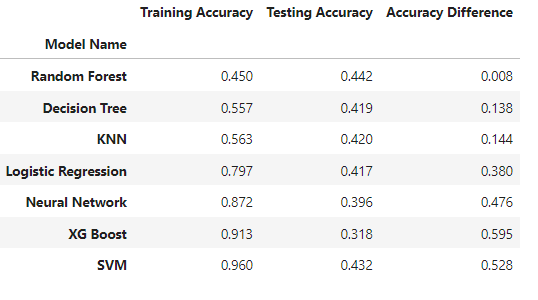 Training Accuracy Testing Accuracy Accuracy Difference
Model Name
Random Forest 0.450 0.442 0.008
Decision Tree 0.557 0.419 0.138
KNN 0.563 0.420 0.144
Logistic Regression 0.797 0.417 0.380
Neural Network 0.872 0.396 0.476
XG Boost 0.913 0.318 0.595
SVM 0.960 0.432 0.528